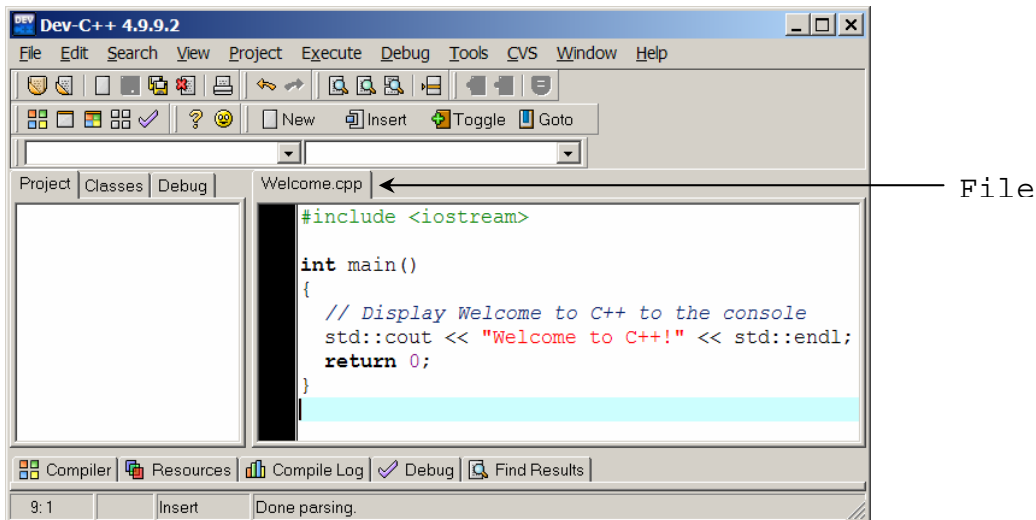 Dev-C++ 4.9.9.2
File Edit Search View Project Execute Debug Tools CVS Window Help
New Insert Toggle Goto
Project Classes Debug Welcome.cpp File
#include <iostream>
int main()
{
// Display Welcome to C++ to the console
std::cout << "Welcome to C++!" << std::endl;
return 0;
}
Compiler Resources Compile Log Debug Find Results
9: 1 Insert Done parsing.